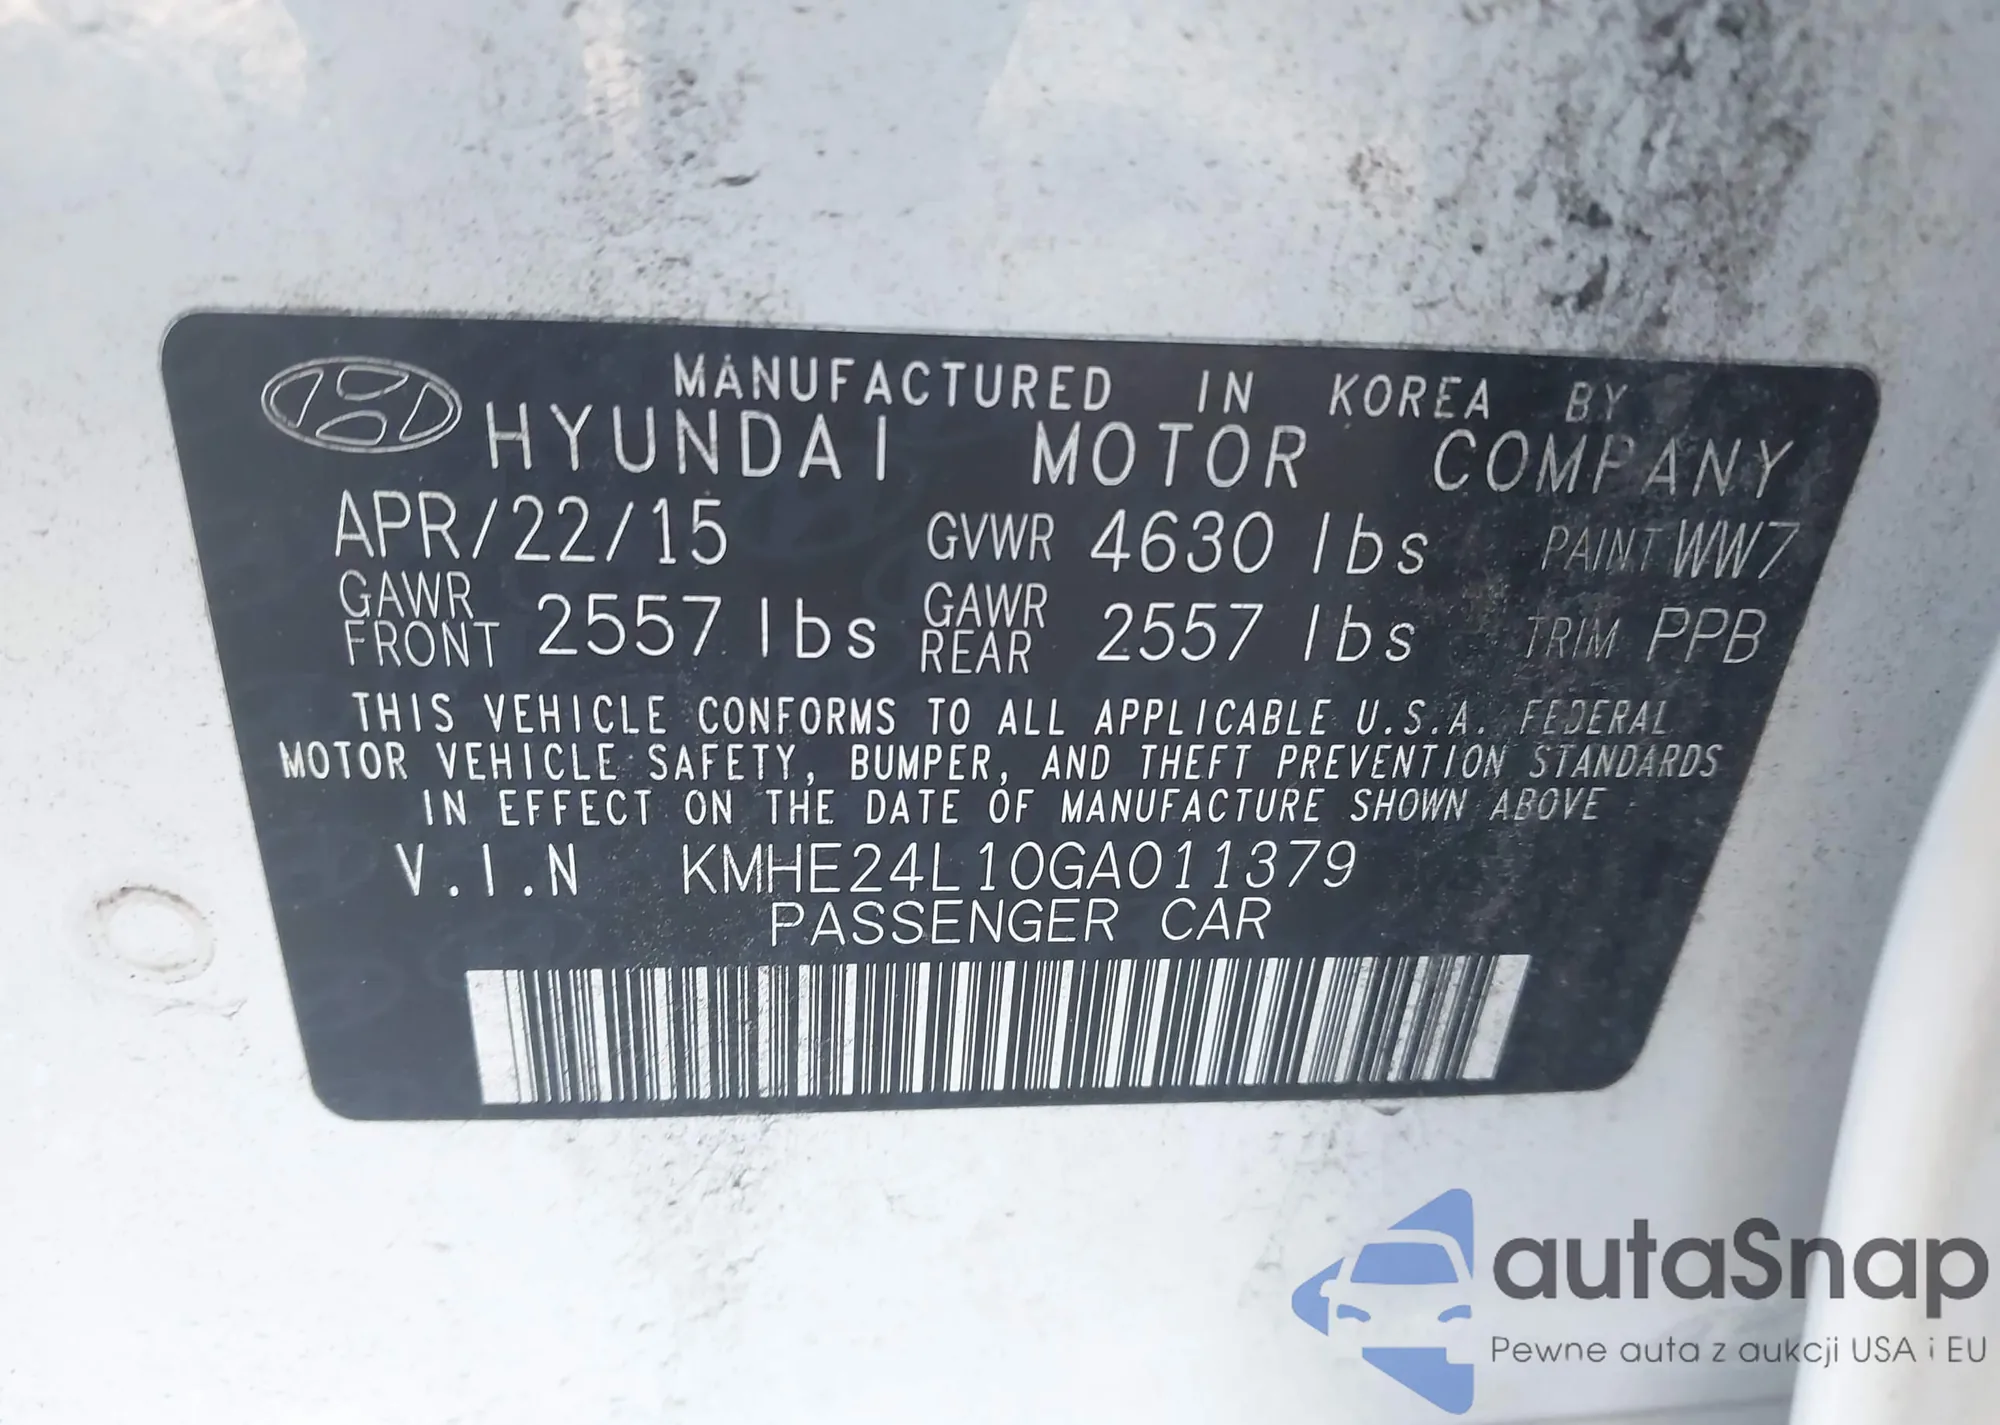 MANUFACTURED IN KOREA BY
HYUNDAI MOTOR COMPANY
APR/22/15 GVWR 4630 lbs PAINT WW7
GAWR FRONT 2557 lbs GAWR REAR 2557 lbs TRIM PPB
THIS VEHICLE CONFORMS TO ALL APPLICABLE U.S.A. FEDERAL
MOTOR VEHICLE SAFETY, BUMPER, AND THEFT PREVENTION STANDARDS
IN EFFECT ON THE DATE OF MANUFACTURE SHOWN ABOVE
V.I.N KMHE24L10GA011379
PASSENGER CAR
autaSnap
Pewne auta z aukcji USA i EU